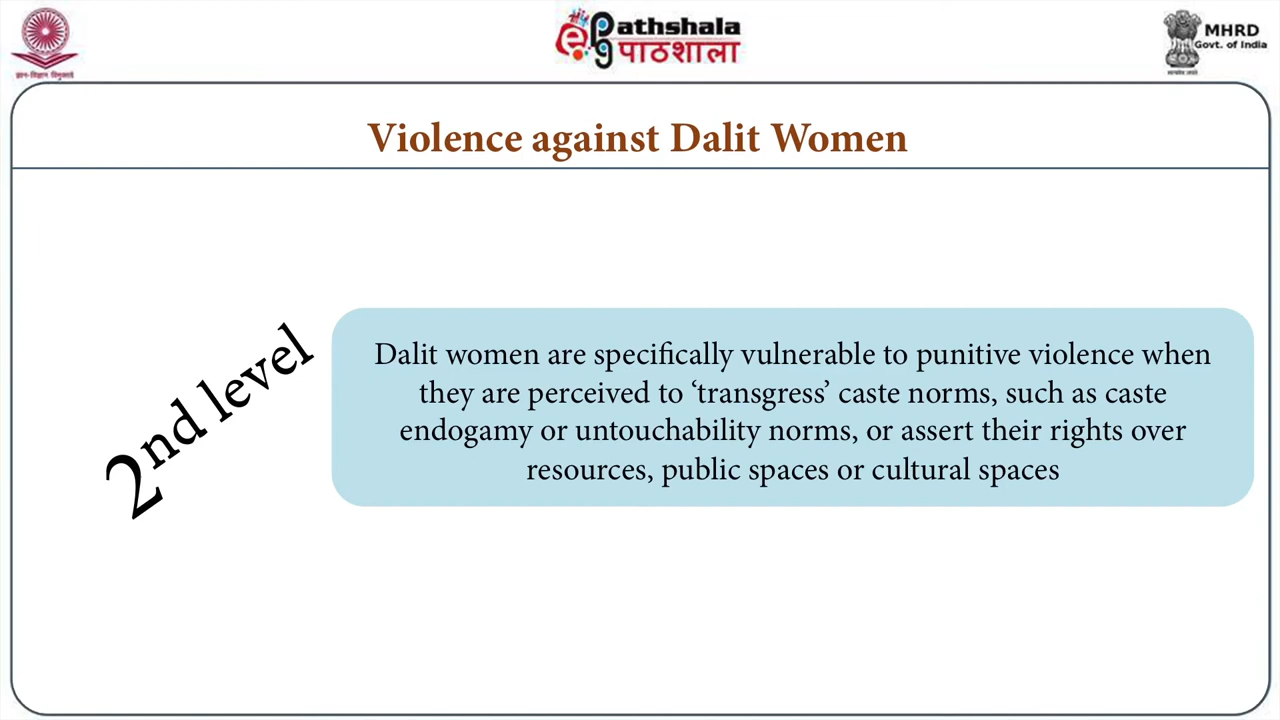 ePathshala
पाठशाला
MHRD
Govt. of India
Violence against Dalit Women
2nd level
Dalit women are specifically vulnerable to punitive violence when
they are perceived to ‘transgress’ caste norms, such as caste
endogamy or untouchability norms, or assert their rights over
resources, public spaces or cultural spaces